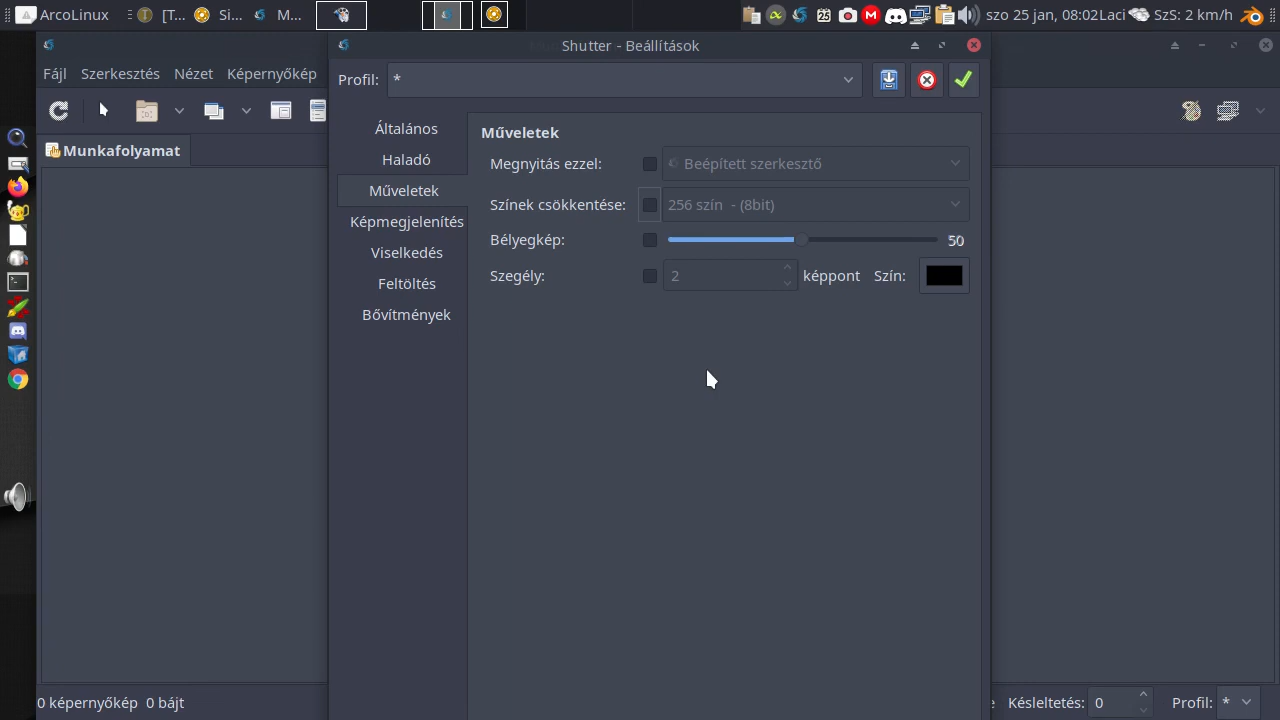 ArcoLinux
[T...
Si...
M...
25
szo 25 jan, 08:02
Laci
SzS: 2 km/h
Shutter - Beállítások
Fájl
Szerkesztés
Nézet
Képernyőkép
Profil:
*
Munkafolyamat
Általános
Haladó
Műveletek
Képmegjelenítés
Viselkedés
Feltöltés
Bővítmények
Műveletek
Megnyitás ezzel:
Beépített szerkesztő
Színek csökkentése:
256 szín - (8bit)
Bélyegkép:
50
Szegély:
2
képpont
Szín:
0 képernyőkép 0 bájt
Késleltetés:
0
Profil:
*